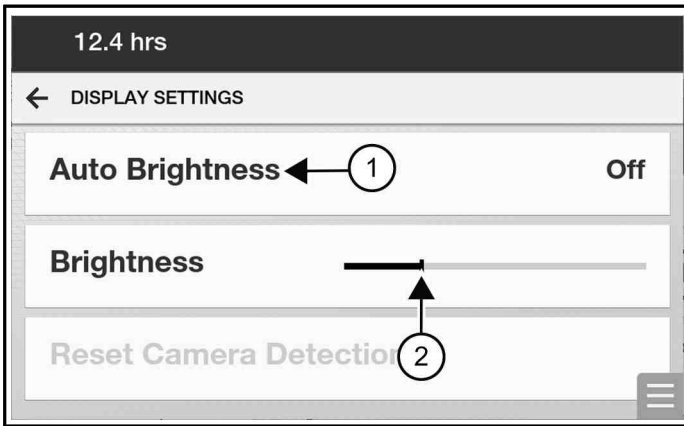 12.4 hrs
← DISPLAY SETTINGS
Auto Brightness 1 Off
Brightness
Reset Camera Detection 2